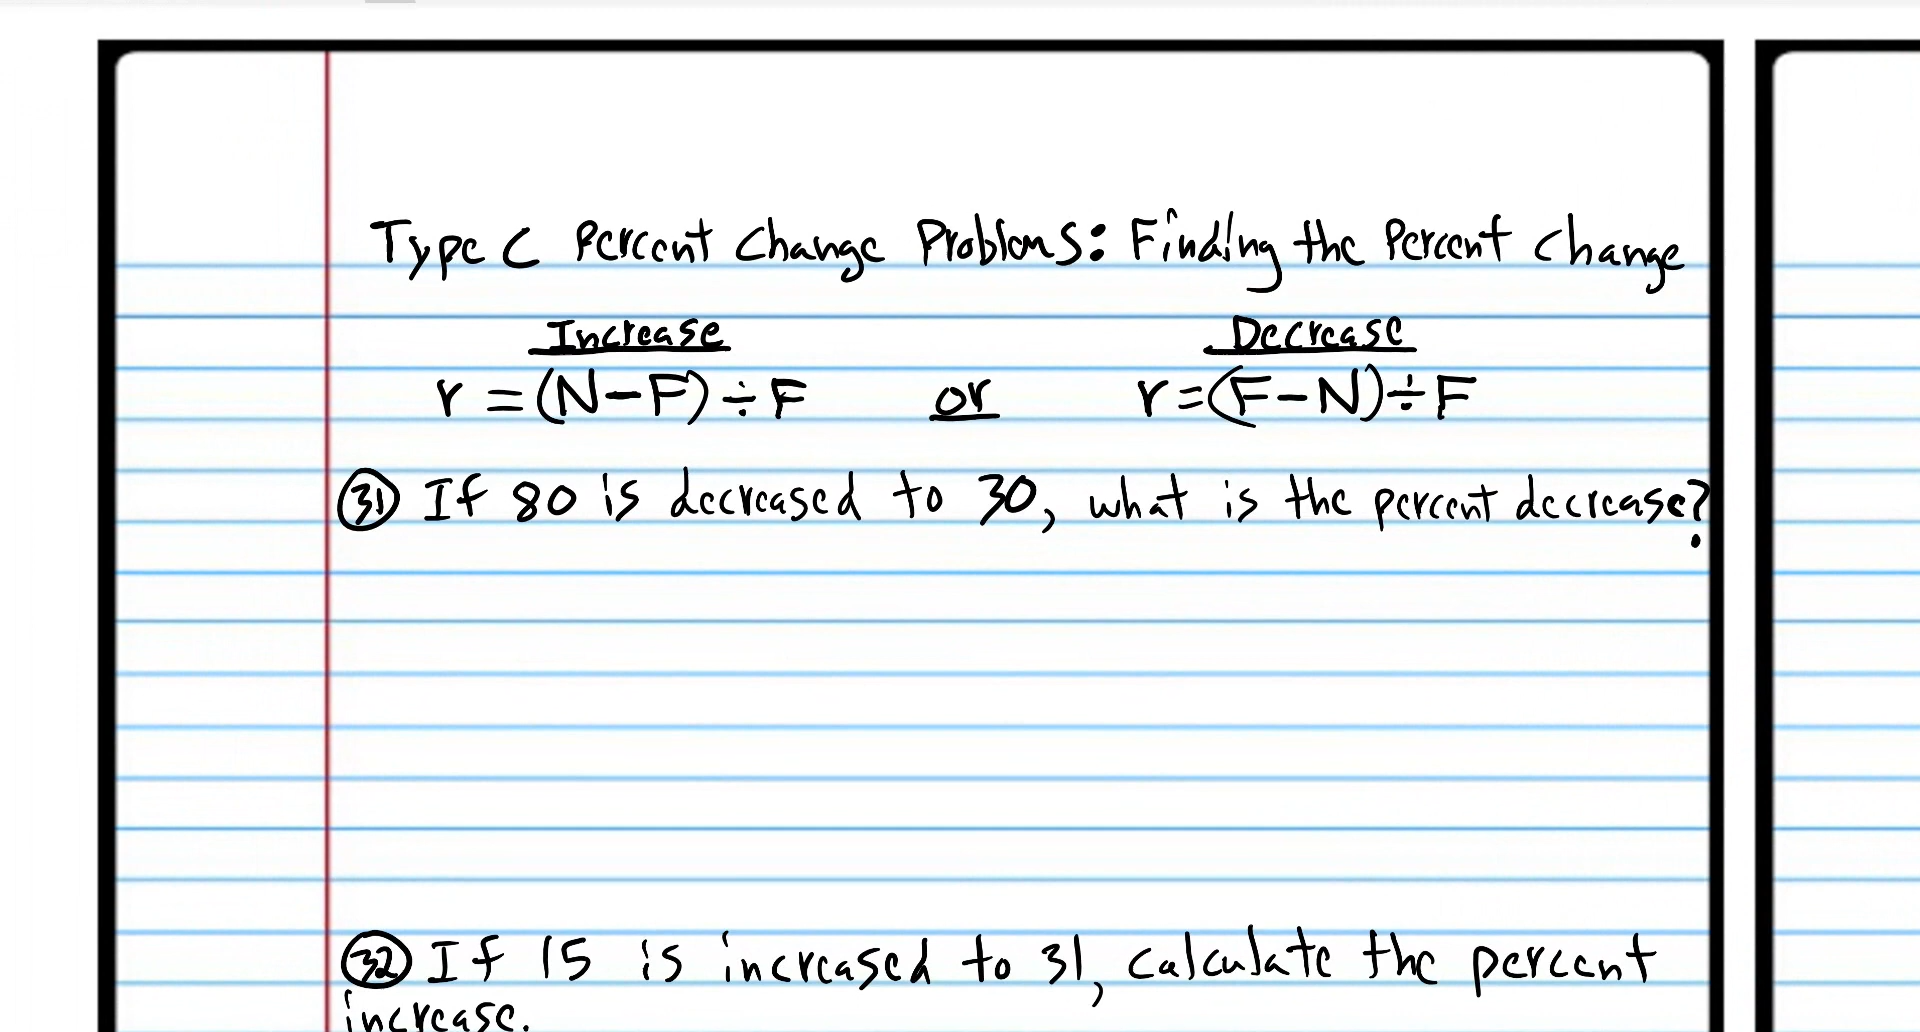 Type C Percent Change Problems: Finding the Percent Change
Increase Decrease
r = (N-F) ÷ F or r = (F-N) ÷ F
31 If 80 is decreased to 30, what is the percent decrease?
32 If 15 is increased to 31, calculate the percent
increase.